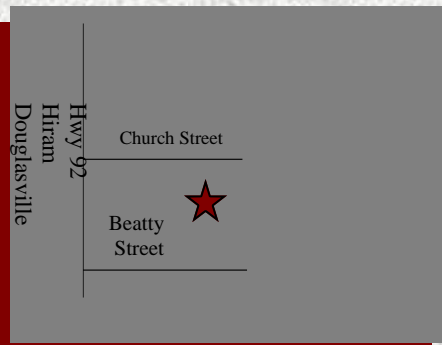 Hwy 92
Hiram
Douglasville
Church Street
Beatty
Street